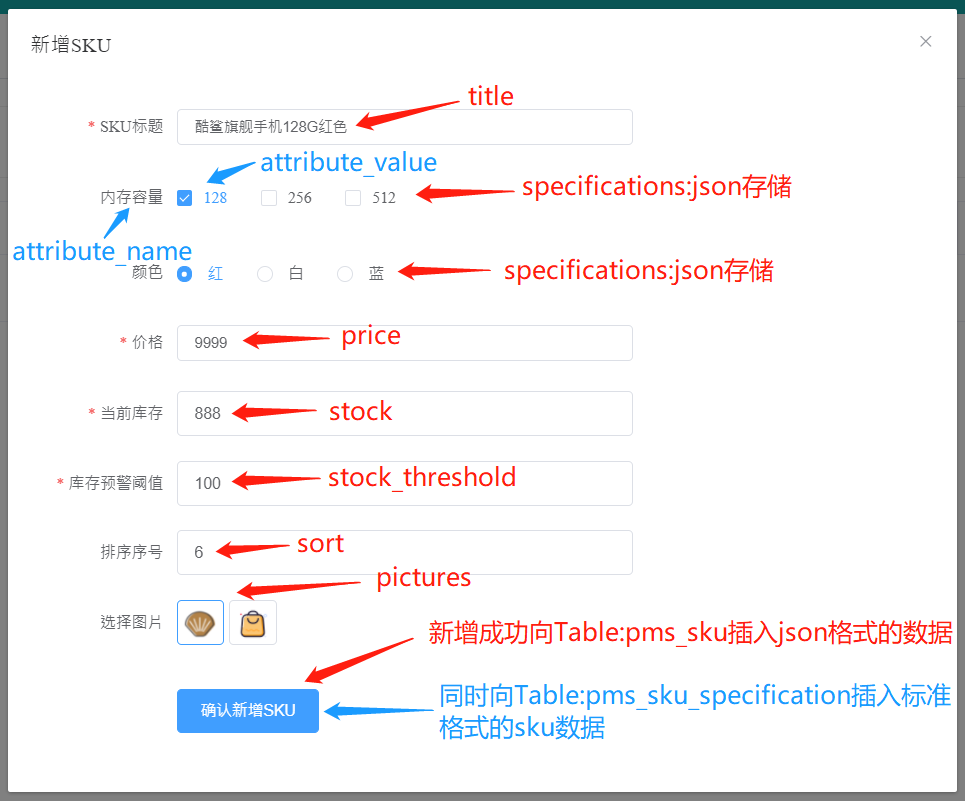 新增SKU
title
* SKU标题 酷鲨旗舰手机128G红色
attribute_value
内存容量 128 256 512 specifications:json存储
attribute_name
颜色 红 白 蓝 specifications:json存储
* 价格 9999 price
* 当前库存 888 stock
* 库存预警阈值 100 stock_threshold
排序序号 6 sort
pictures
选择图片
新增成功向Table:pms_sku插入json格式的数据
确认新增SKU
同时向Table:pms_sku_specification插入标准
格式的sku数据